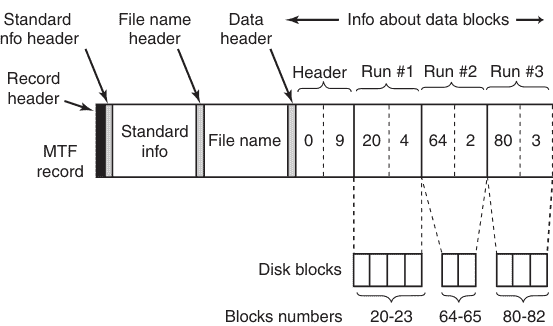 Standard
nfo header
File name
header
Data
header
Info about data blocks
Record
header
Header
Run #1
Run #2
Run #3
MTF
record
Standard
info
File name
0
9
20
4
64
2
80
3
Disk blocks
Blocks numbers
20-23
64-65
80-82